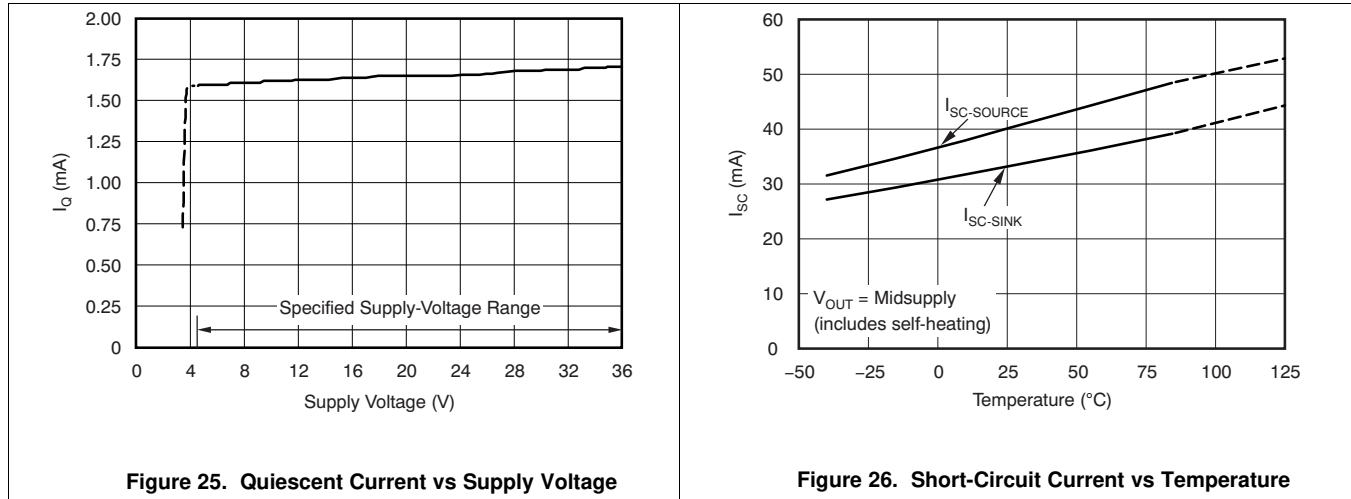 2.00
1.75
1.50
1.25
1.00
0.75
0.50
0.25
0
I_Q (mA)
Specified Supply-Voltage Range
0 4 8 12 16 20 24 28 32 36
Supply Voltage (V)
Figure 25. Quiescent Current vs Supply Voltage
60
50
40
30
20
10
0
I_SC (mA)
I_SC-SOURCE
I_SC-SINK
V_OUT = Midsupply
(includes self-heating)
−50 −25 0 25 50 75 100 125
Temperature (°C)
Figure 26. Short-Circuit Current vs Temperature